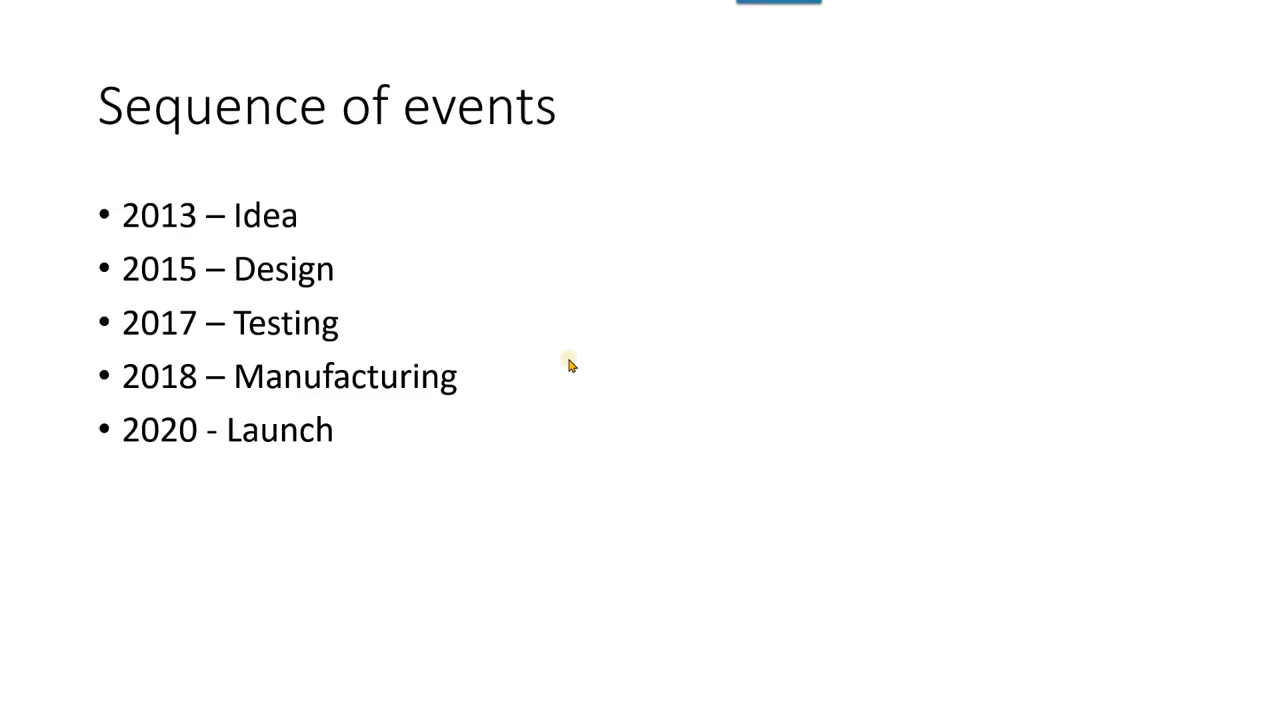 Sequence of events
• 2013 – Idea
• 2015 – Design
• 2017 – Testing
• 2018 – Manufacturing
• 2020 - Launch